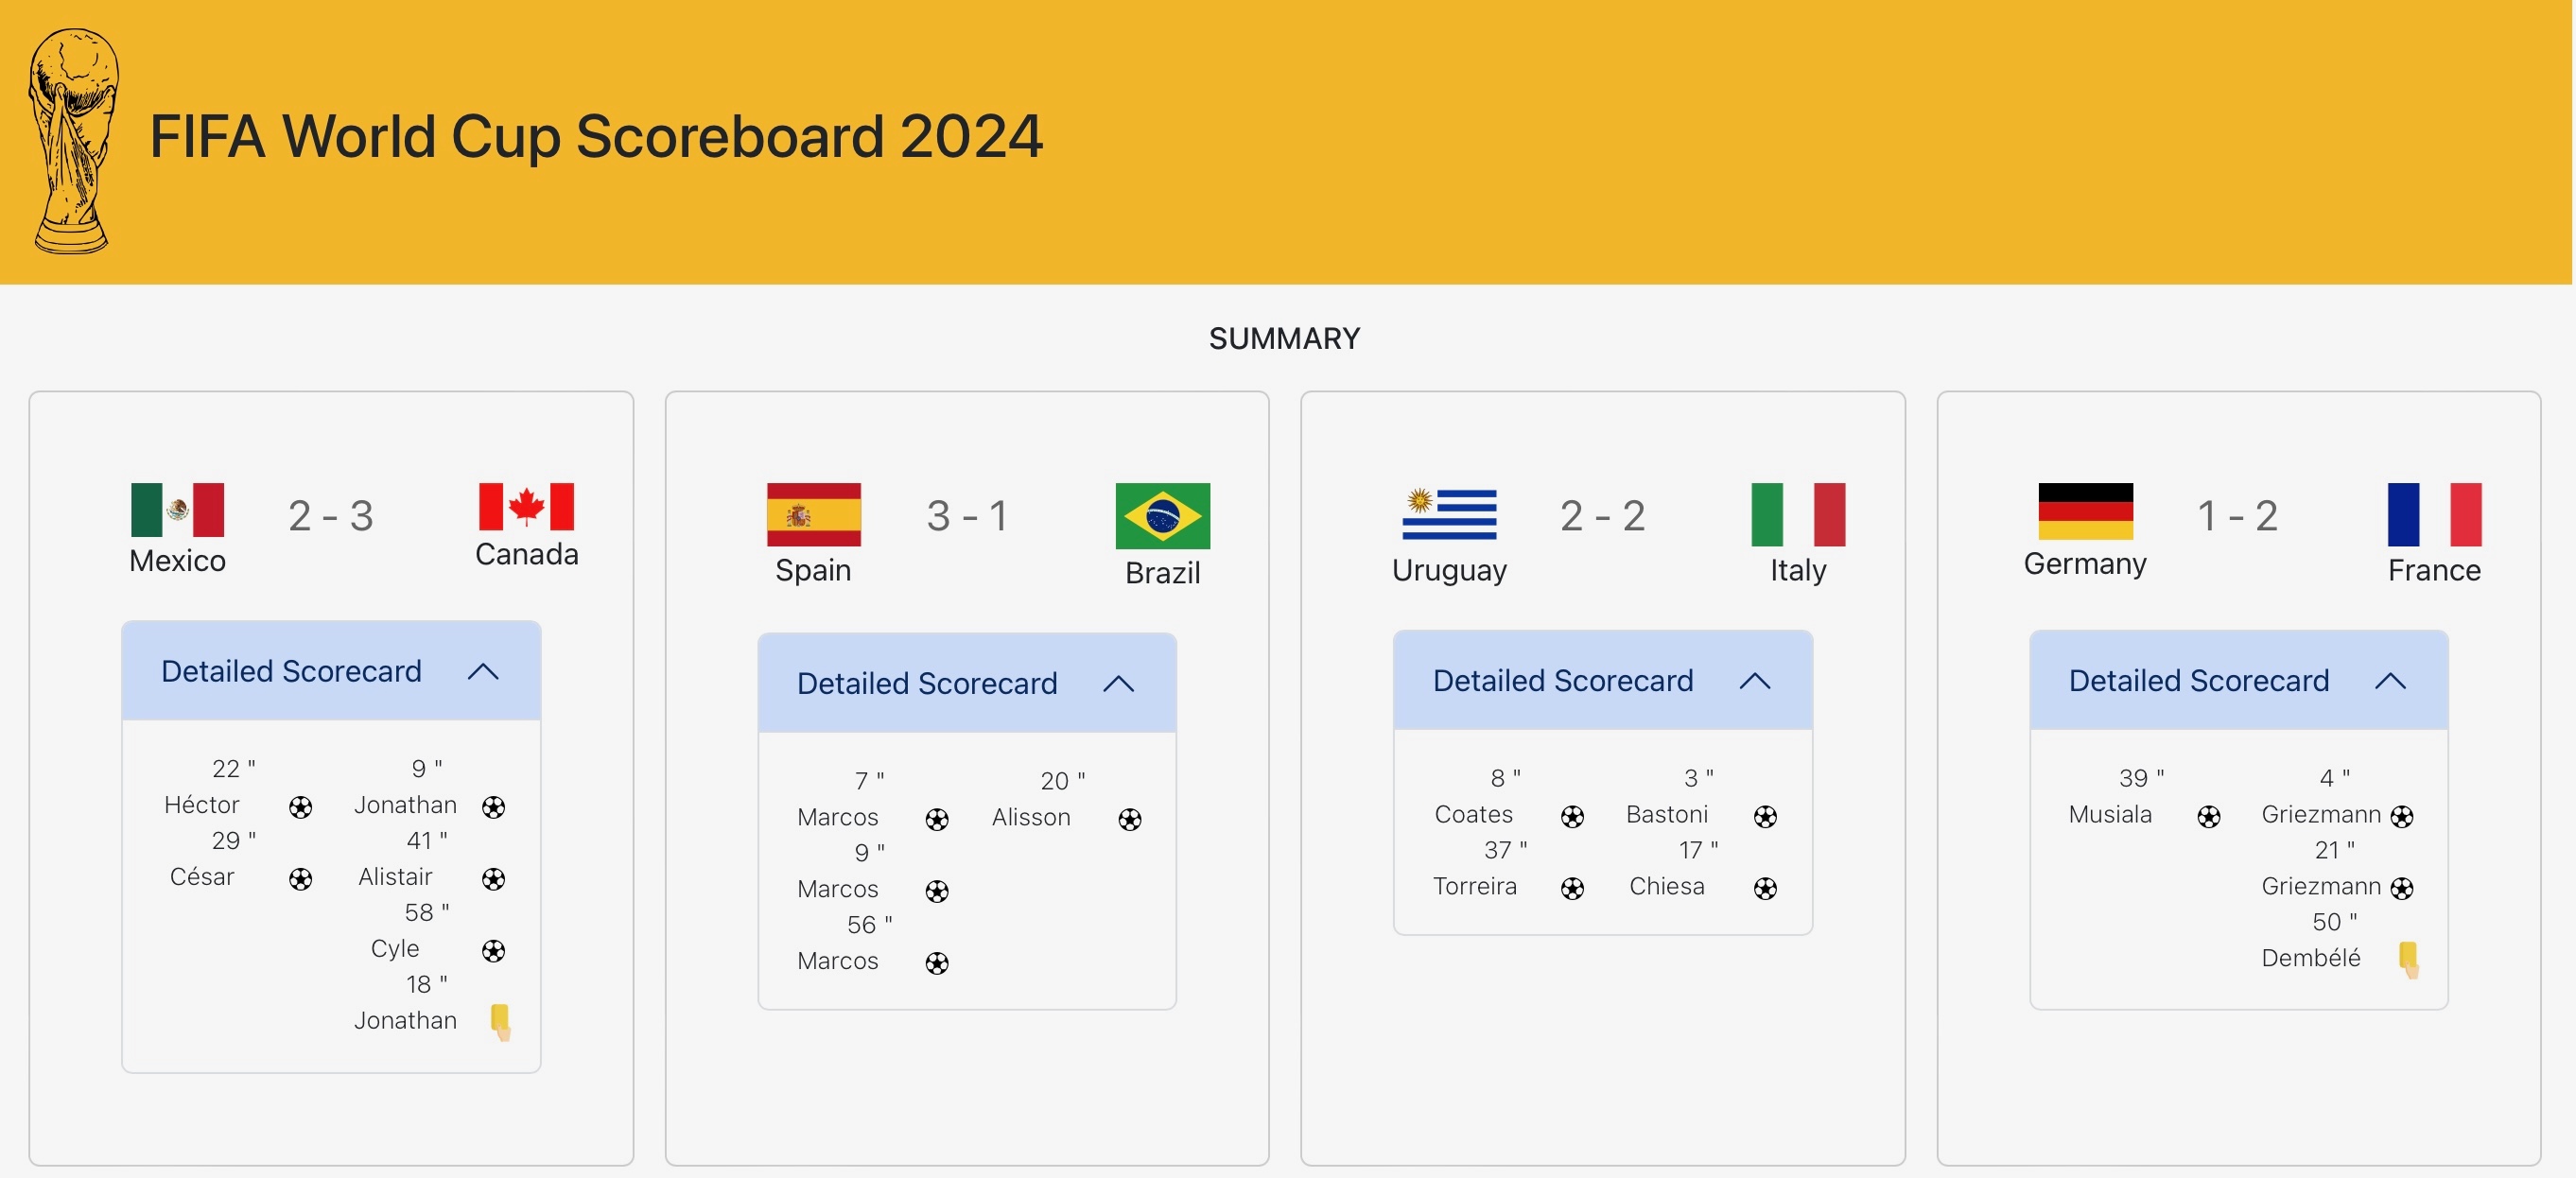 FIFA World Cup Scoreboard 2024
SUMMARY
2 - 3
Mexico
Canada
Detailed Scorecard
22 "
Héctor
29 "
César
9 "
Jonathan
41 "
Alistair
58 "
Cyle
18 "
Jonathan
3 - 1
Spain
Brazil
Detailed Scorecard
7 "
Marcos
9 "
Marcos
56 "
Marcos
20 "
Alisson
2 - 2
Uruguay
Italy
Detailed Scorecard
8 "
Coates
37 "
Torreira
3 "
Bastoni
17 "
Chiesa
1 - 2
Germany
France
Detailed Scorecard
39 "
Musiala
4 "
Griezmann
21 "
Griezmann
50 "
Dembélé